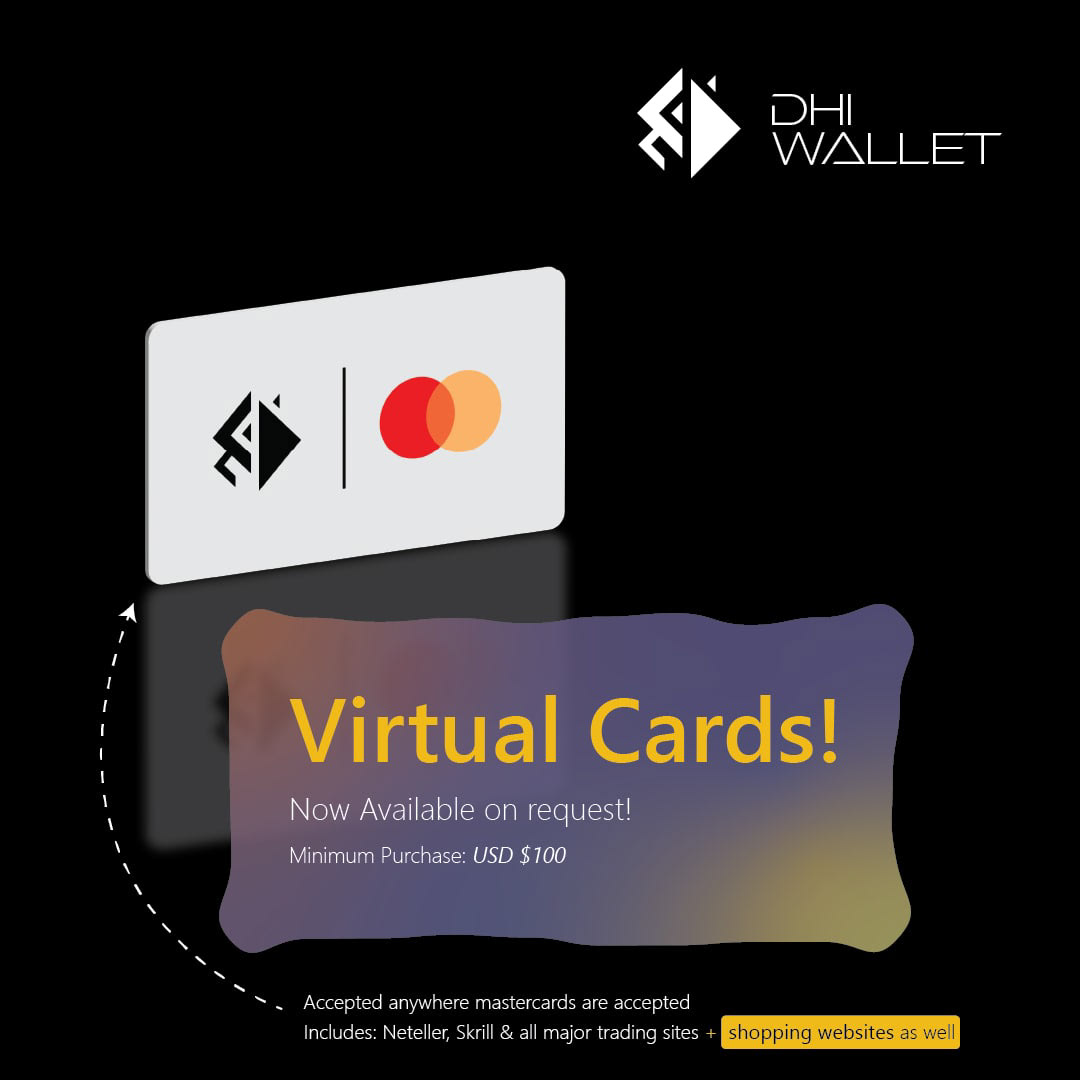 DHI
WALLET
Virtual Cards!
Now Available on request!
Minimum Purchase: USD $100
Accepted anywhere mastercards are accepted
Includes: Neteller, Skrill & all major trading sites + shopping websites as well